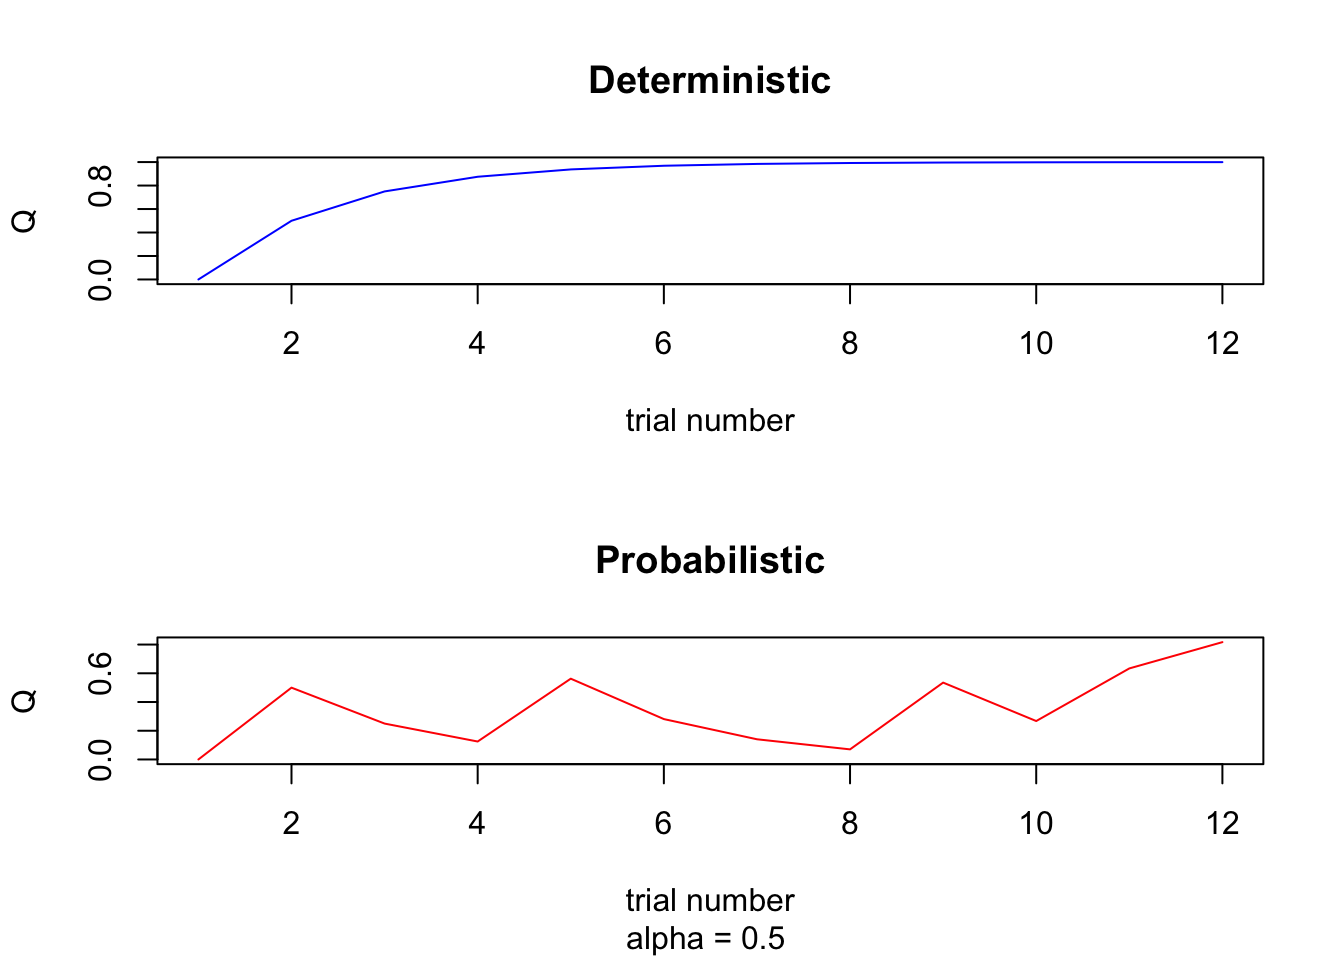 Deterministic
Q
0.8
0.0
2 4 6 8 10 12
trial number
Probabilistic
Q
0.6
0.0
2 4 6 8 10 12
trial number
alpha = 0.5